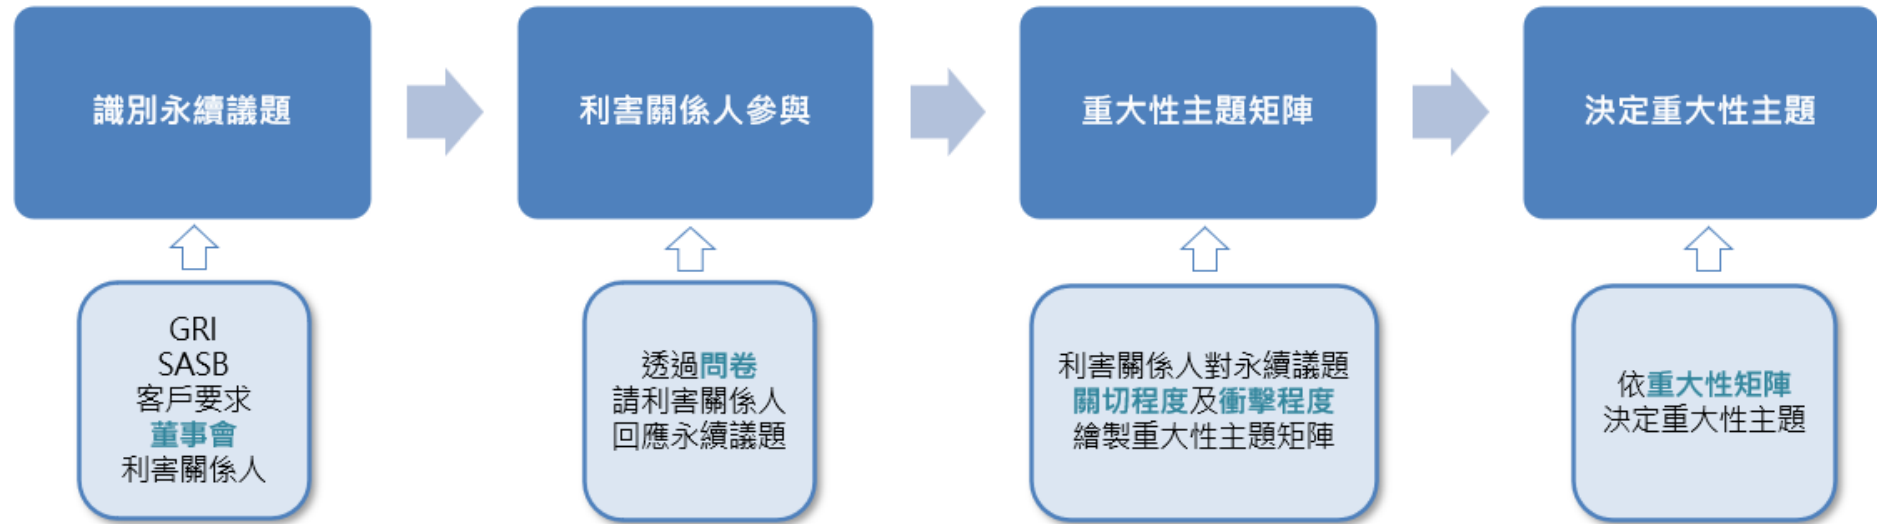 識別永續議題
利害關係人參與
重大性主題矩陣
決定重大性主題
GRI
SASB
客戶要求
董事會
利害關係人
透過問卷
請利害關係人
回應永續議題
利害關係人對永續議題
關切程度及衝擊程度
繪製重大性主題矩陣
依重大性矩陣
決定重大性主題